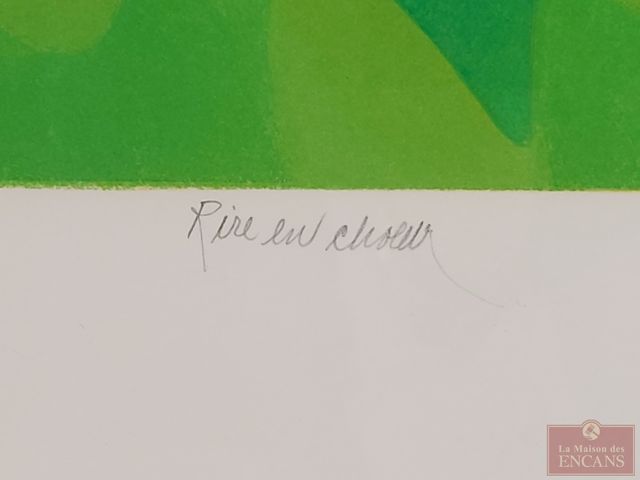 Rire en choeur
La Maison des
ENCANS